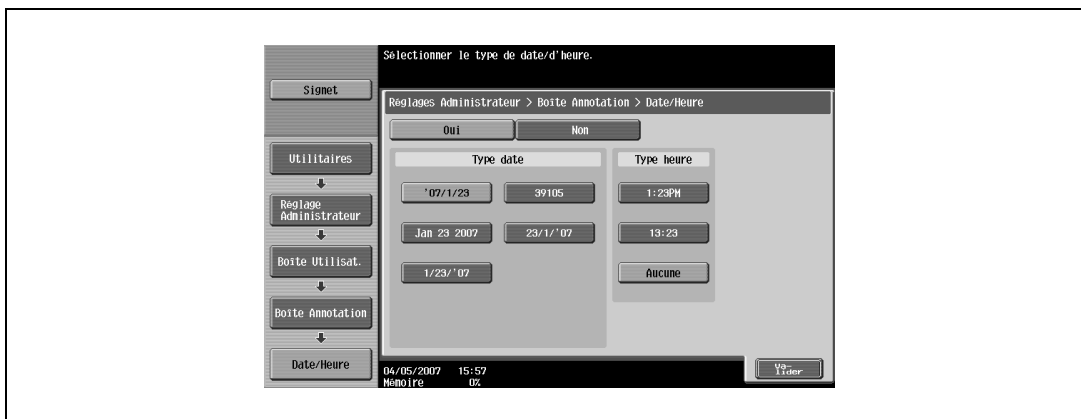 Sélectionner le type de date/d'heure.
Signet
Réglages Administrateur > Boîte Annotation > Date/Heure
Oui Non
Utilitaires
Type date Type heure
'07/1/23 39105 1:23PM
Réglage
Administrateur
Jan 23 2007 23/1/'07 13:23
Boîte Utilisat.
1/23/'07 Aucune
Boîte Annotation
Date/Heure
04/05/2007 15:57
Mémoire 0%
Va-
lider